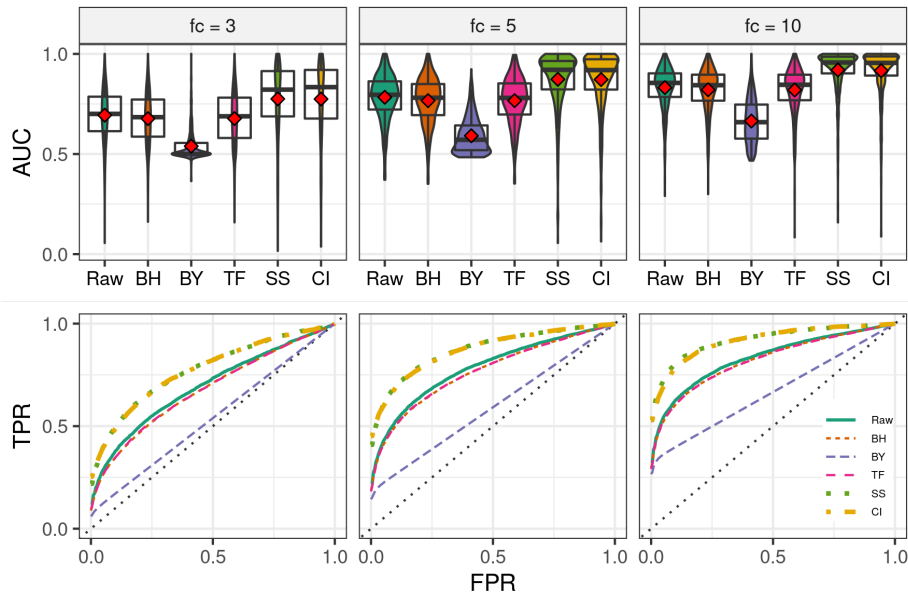 fc = 3
fc = 5
fc = 10
AUC
1.0
0.5
0.0
Raw BH BY TF SS CI
Raw BH BY TF SS CI
Raw BH BY TF SS CI
TPR
1.0
0.5
0.0
Raw
BH
BY
TF
SS
CI
0.0 0.5 1.0
0.0 0.5 1.0
0.0 0.5 1.0
FPR